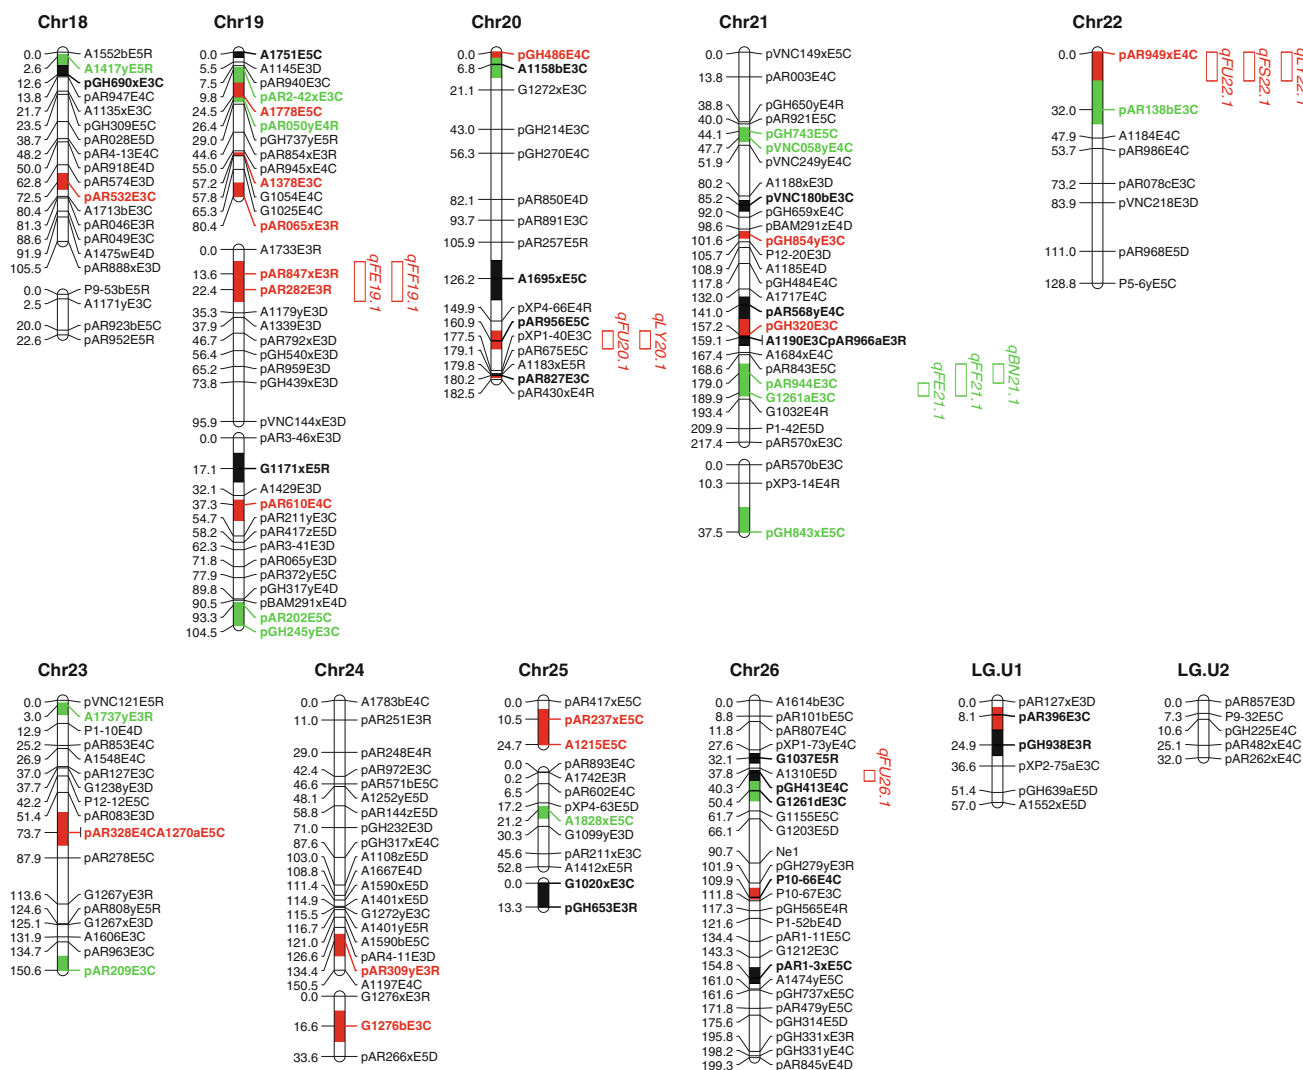 Chr18
0.0 A1552bE5R
2.6 A1417yE5R
12.6 pGH690xE3C
13.8 pAR947E4C
21.7 A1135xE3C
23.5 pGH309E5C
38.7 pAR028E5D
48.2 pAR4-13E4C
50.0 pAR918E4D
62.8 pAR574E3D
72.5 pAR532E3C
80.4 A1713bE3C
81.3 pAR046E3R
88.6 pAR049E3C
91.9 A1475wE4D
105.5 pAR888xE3D
0.0 P9-53bE5R
2.5 A1171yE3C
20.0 pAR923bE5C
22.6 pAR952E5R
Chr19
0.0 A1751E5C
5.5 A1145E3D
7.5 pAR940E3C
9.8 pAR2-42xE3C
24.5 A1778E5C
26.4 pAR050yE4R
29.0 pGH737yE5R
44.6 pAR854xE3R
55.0 pAR945xE4C
57.2 A1378E3C
57.8 G1054E4C
65.3 G1025E4C
80.4 pAR065xE3R
0.0 A1733E3R
13.6 pAR847xE3R
22.4 pAR282E3R
35.3 A1179yE3D
37.9 A1339E3D
46.7 pAR792xE3D
56.4 pGH540xE3D
65.2 pAR959E3D
73.8 pGH439xE3D
95.9 pVNC144xE3D
qFE19.1
qFF19.1
0.0 pAR3-46xE3D
17.1 G1171xE5R
32.1 A1429E3D
37.3 pAR610E4C
54.7 pAR211yE3C
58.2 pAR417zE5D
62.3 pAR3-41E3D
71.8 pAR065yE3D
77.9 pAR372yE5C
89.8 pGH317yE4D
90.5 pBAM291xE4D
93.3 pAR202E5C
104.5 pGH245yE3C
Chr20
0.0 pGH486E4C
6.8 A1158bE3C
21.1 G1272xE3C
43.0 pGH214E3C
56.3 pGH270E4C
82.1 pAR850E4D
93.7 pAR891E3C
105.9 pAR257E5R
126.2 A1695xE5C
149.9 pXP4-66E4R
160.9 pAR956E5C
177.5 pXP1-40E3C
179.1 pAR675E5C
179.8 A1183xE5R
180.2 pAR827E3C
182.5 pAR430xE4R
qFU20.1
qLY20.1
Chr21
0.0 pVNC149xE5C
13.8 pAR003E4C
38.8 pGH650yE4R
40.0 pAR921E5C
44.1 pGH743E5C
47.7 pVNC058yE4C
51.9 pVNC249yE4C
80.2 A1188xE3D
85.2 pVNC180bE3C
92.0 pGH659xE4C
98.6 pBAM291zE4D
101.6 pGH854yE3C
105.7 P12-20E3D
108.9 A1185E4D
117.8 pGH484E4C
132.0 A1717E4C
141.0 pAR568yE4C
157.2 pGH320E3C
159.1 A1190E3CpAR966aE3R
167.4 A1684xE4C
168.6 pAR843E5C
179.0 pAR944E3C
189.9 G1261aE3C
193.4 G1032E4R
209.9 P1-42E5D
217.4 pAR570xE3C
qFE21.1
qFF21.1
qBN21.1
0.0 pAR570bE3C
10.3 pXP3-14E4R
37.5 pGH843xE5C
Chr22
0.0 pAR949xE4C
32.0 pAR138bE3C
47.9 A1184E4C
53.7 pAR986E4C
73.2 pAR078cE3C
83.9 pVNC218E3D
111.0 pAR968E5D
128.8 P5-6yE5C
qFU22.1
qFS22.1
qLY22.1
Chr23
0.0 pVNC121E5R
3.0 A1737yE3R
12.9 P1-10E4D
25.2 pAR853E4C
26.9 A1548E4C
37.0 pAR127E3C
37.7 G1238yE3D
42.2 P12-12E5C
51.4 pAR083E3D
73.7 pAR328E4CA1270aE5C
87.9 pAR278E5C
113.6 G1267yE3R
124.6 pAR808yE5R
125.1 G1267xE3D
131.9 A1606E3C
134.7 pAR963E3C
150.6 pAR209E3C
Chr24
0.0 A1783bE4C
11.0 pAR251E3R
29.0 pAR248E4R
42.4 pAR972E3C
46.6 pAR571bE5C
48.1 A1252yE5D
58.8 pAR144zE5D
71.0 pGH232E3D
87.6 pGH317xE4C
103.0 A1108zE5D
108.8 A1667E4D
111.4 A1590xE5D
114.9 A1401xE5D
115.5 G1272yE3C
116.7 A1401yE5R
121.0 A1590bE5C
126.6 pAR4-11E3D
134.4 pAR309yE3R
150.5 A1197E4C
0.0 G1276xE3R
16.6 G1276bE3C
33.6 pAR266xE5D
Chr25
0.0 pAR417xE5C
10.5 pAR237xE5C
24.7 A1215E5C
0.0 pAR893E4C
0.2 A1742E3R
6.5 pAR602E4C
17.2 pXP4-63E5D
21.2 A1828xE5C
30.3 G1099yE3D
45.6 pAR211xE3C
52.8 A1412xE5R
0.0 G1020xE3C
13.3 pGH653E3R
Chr26
0.0 A1614bE3C
8.8 pAR101bE5C
11.8 pAR807E4C
27.6 pXP1-73yE4C
32.1 G1037E5R
37.8 A1310E5D
40.3 pGH413E4C
50.4 G1261dE3C
61.7 G1155E5C
66.1 G1203E5D
90.7 Ne1
101.9 pGH279yE3R
109.9 P10-66E4C
111.8 P10-67E3C
117.3 pGH565E4R
121.6 P1-52bE4D
134.4 pAR1-11E5C
143.3 G1212E3C
154.8 pAR1-3xE5C
161.0 A1474yE5C
161.6 pGH737xE5C
171.8 pAR479yE5C
175.6 pGH314E5D
195.8 pGH331xE3R
198.2 pGH331yE4C
199.3 pAR845yE4D
qFU26.1
LG.U1
0.0 pAR127xE3D
8.1 pAR396E3C
24.9 pGH938E3R
36.6 pXP2-75aE3C
51.4 pGH639aE5D
57.0 A1552xE5D
LG.U2
0.0 pAR857E3D
7.3 P9-32E5C
10.6 pGH225E4C
25.1 pAR482xE4C
32.0 pAR262xE4C